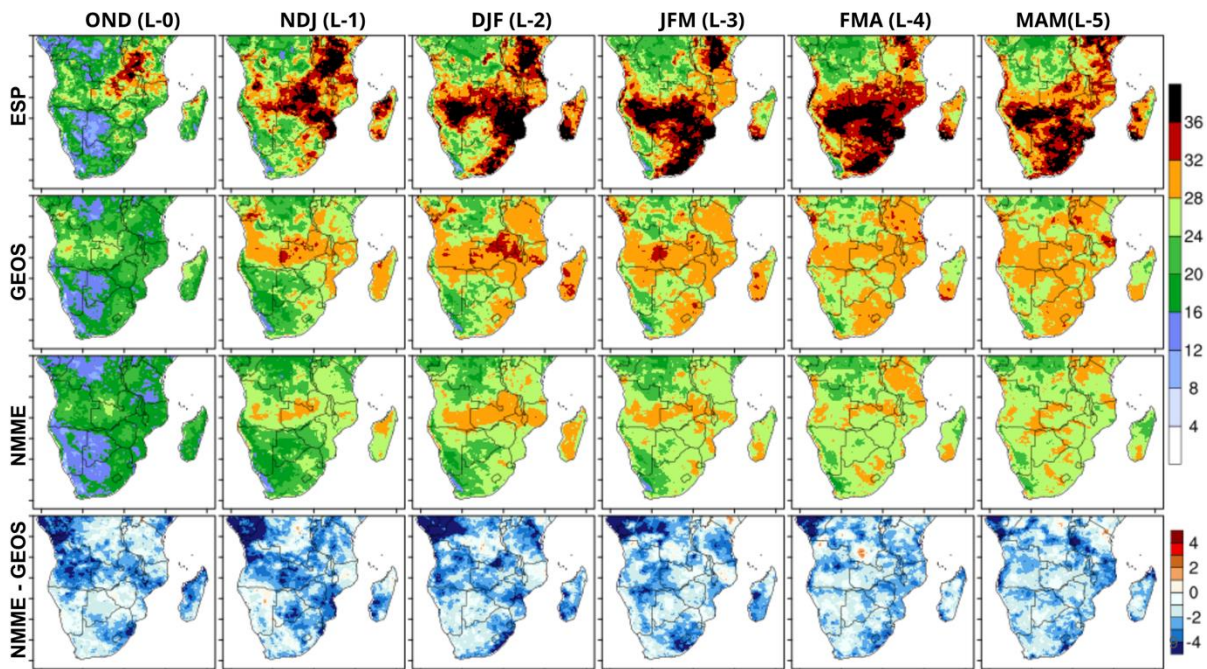 OND (L-0) NDJ (L-1) DJF (L-2) JFM (L-3) FMA (L-4) MAM(L-5)
ESP
GEOS
NMME
NMME - GEOS
36
32
28
24
20
16
12
8
4
4
2
0
-2
-4